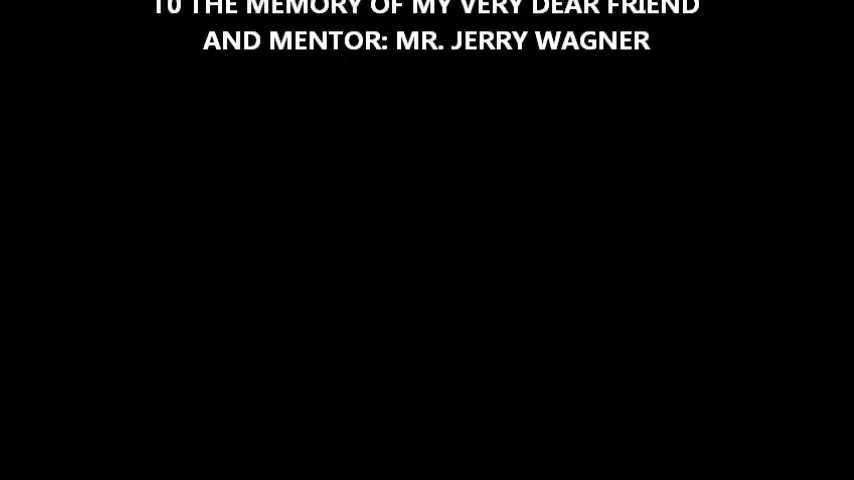 TO THE MEMORY OF MY VERY DEAR FRIEND
AND MENTOR: MR. JERRY WAGNER